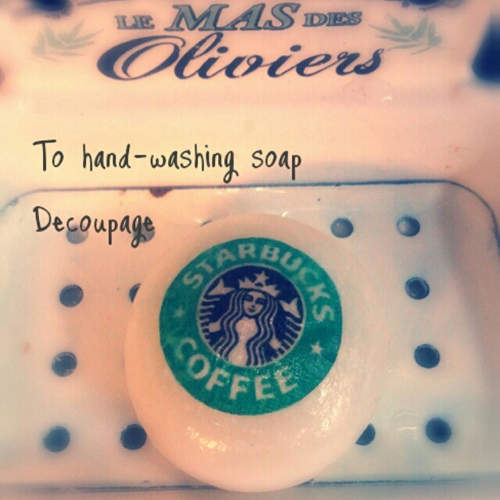 LE MAS DES
Oliviers
To hand-washing soap
Decoupage
STARBUCKS
COFFEE